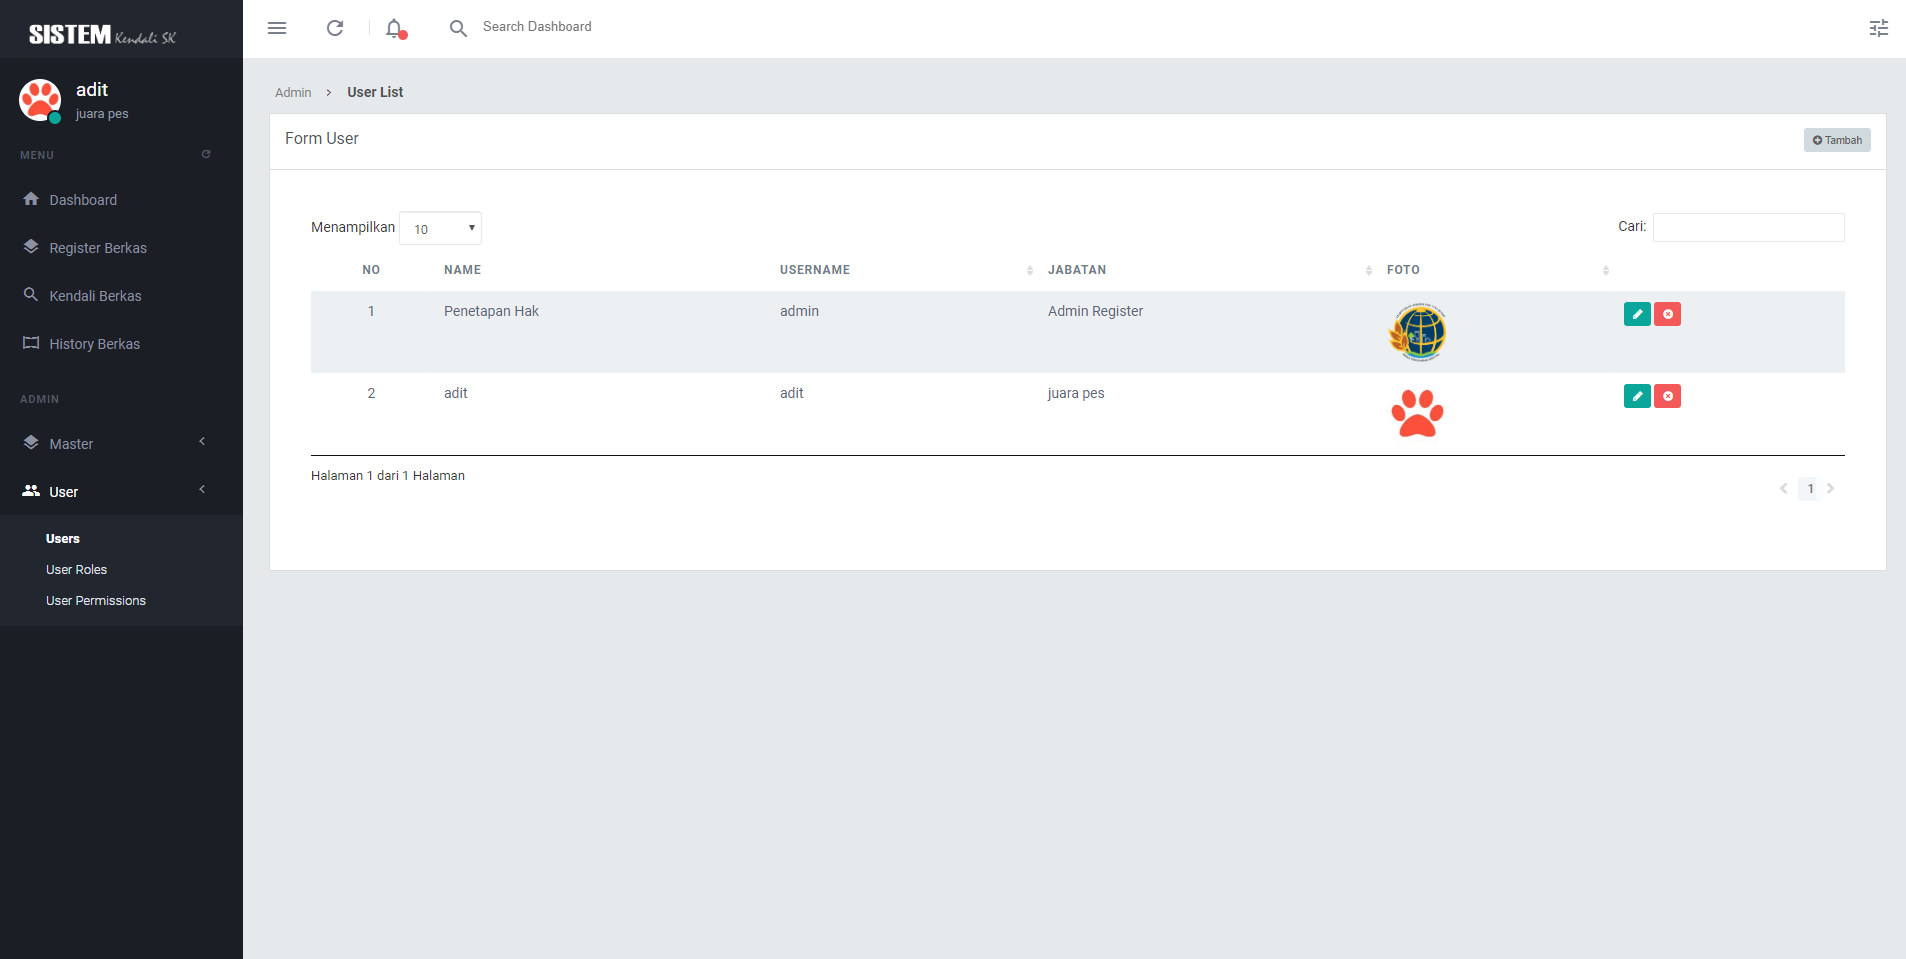 SISTEM Kendali SK
Search Dashboard
adit
juara pes
MENU
Dashboard
Register Berkas
Kendali Berkas
History Berkas
ADMIN
Master
User
Users
User Roles
User Permissions
Admin > User List
Form User
Tambah
Menampilkan 10
Cari:
NO NAME USERNAME JABATAN FOTO
1 Penetapan Hak admin Admin Register
2 adit adit juara pes
Halaman 1 dari 1 Halaman
1